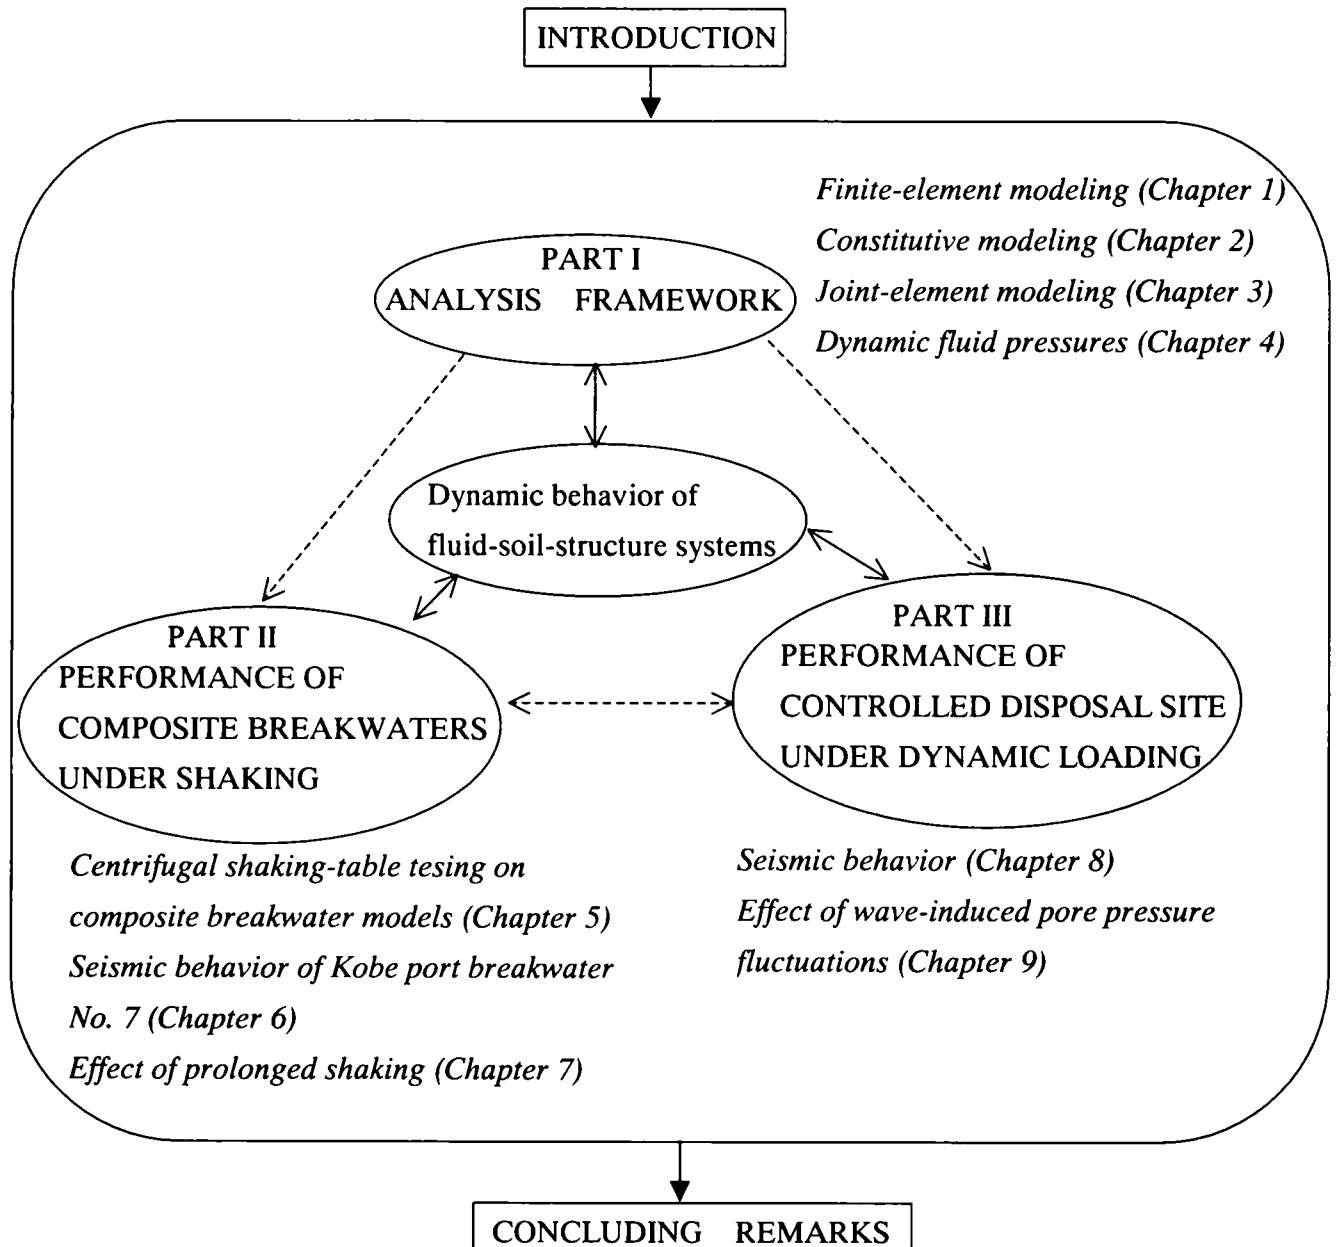 INTRODUCTION
Finite-element modeling (Chapter 1)
Constitutive modeling (Chapter 2)
Joint-element modeling (Chapter 3)
Dynamic fluid pressures (Chapter 4)
PART I
ANALYSIS FRAMEWORK
Dynamic behavior of
fluid-soil-structure systems
PART II
PERFORMANCE OF
COMPOSITE BREAKWATERS
UNDER SHAKING
PART III
PERFORMANCE OF
CONTROLLED DISPOSAL SITE
UNDER DYNAMIC LOADING
Centrifugal shaking-table tesing on
composite breakwater models (Chapter 5)
Seismic behavior of Kobe port breakwater
No. 7 (Chapter 6)
Effect of prolonged shaking (Chapter 7)
Seismic behavior (Chapter 8)
Effect of wave-induced pore pressure
fluctuations (Chapter 9)
CONCLUDING REMARKS